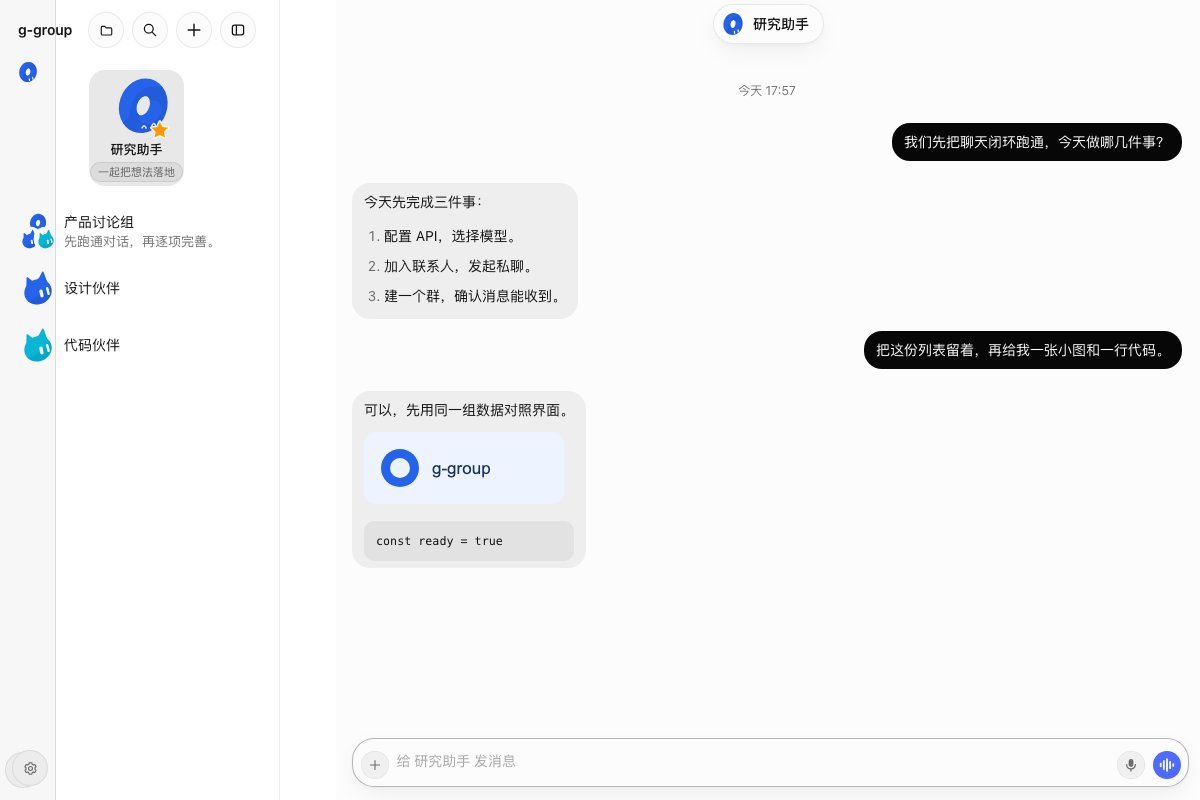 g-group
研究助手
一起把想法落地
产品讨论组
先跑通对话，再逐项完善。
设计伙伴
代码伙伴
研究助手
今天 17:57
我们先把聊天闭环跑通，今天做哪几件事？
今天先完成三件事：
1. 配置 API，选择模型。
2. 加入联系人，发起私聊。
3. 建一个群，确认消息能收到。
把这份列表留着，再给我一张小图和一行代码。
可以，先用同一组数据对照界面。
g-group
const ready = true
给 研究助手 发消息